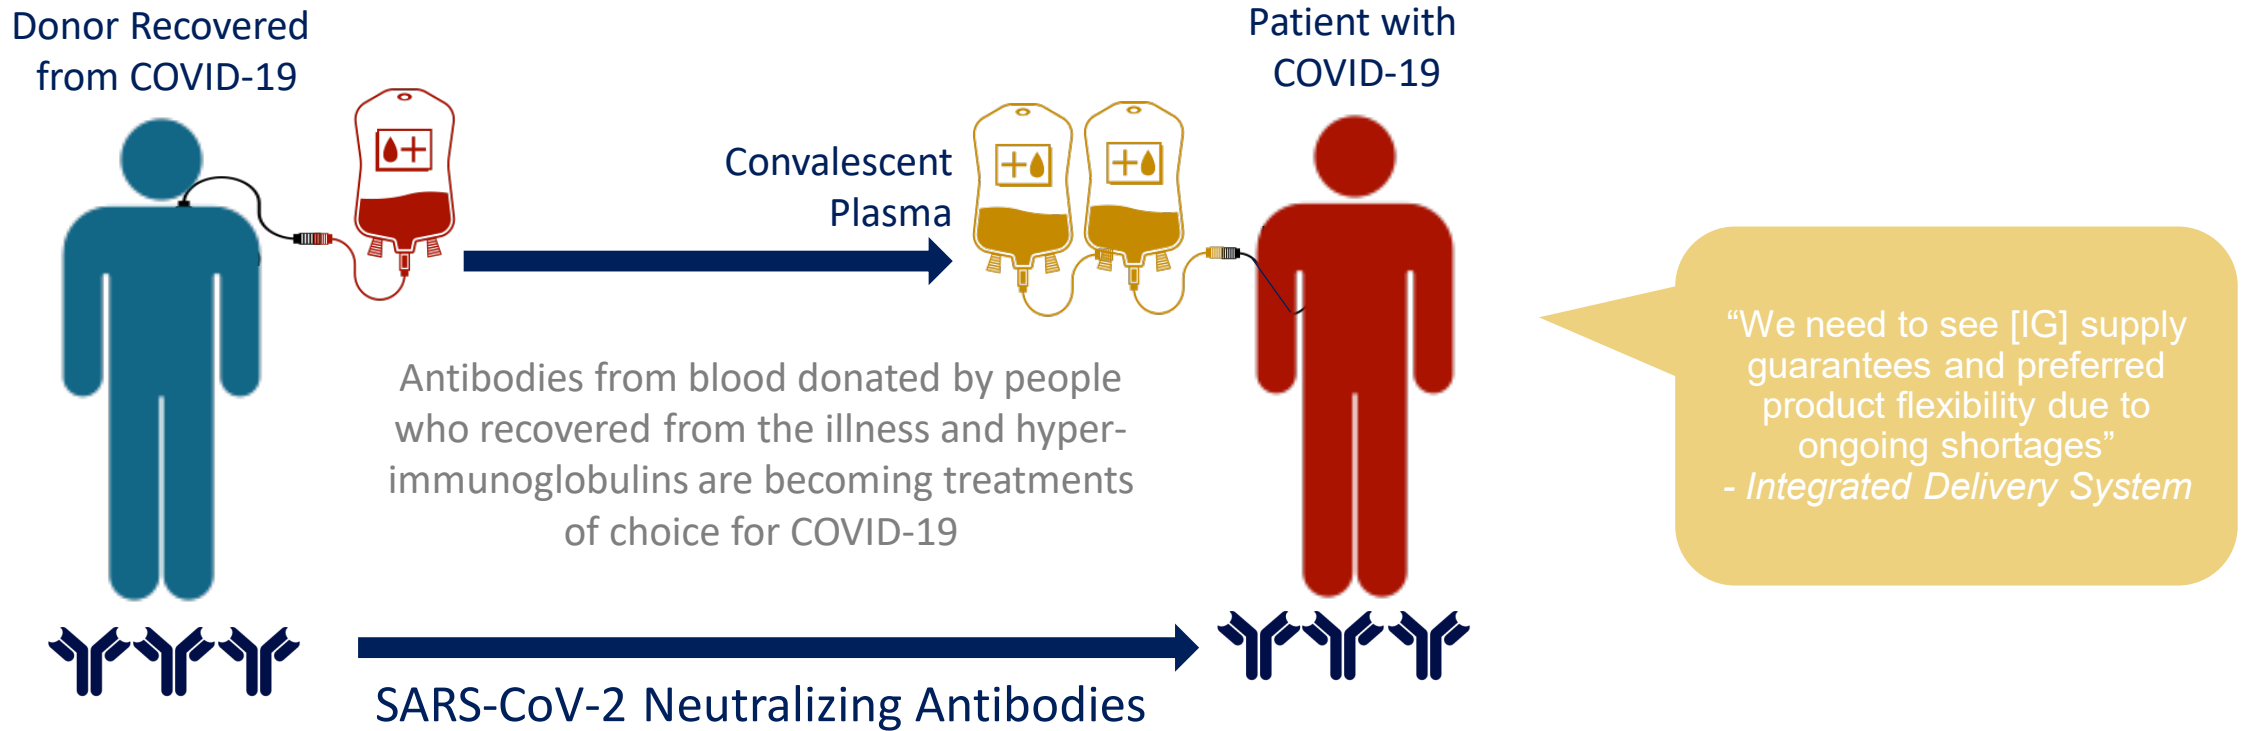 Donor Recovered
from COVID-19
Patient with
COVID-19
Convalescent
Plasma
Antibodies from blood donated by people
who recovered from the illness and hyper-
immunoglobulins are becoming treatments
of choice for COVID-19
“We need to see [IG] supply
guarantees and preferred
product flexibility due to
ongoing shortages”
- Integrated Delivery System
SARS-CoV-2 Neutralizing Antibodies